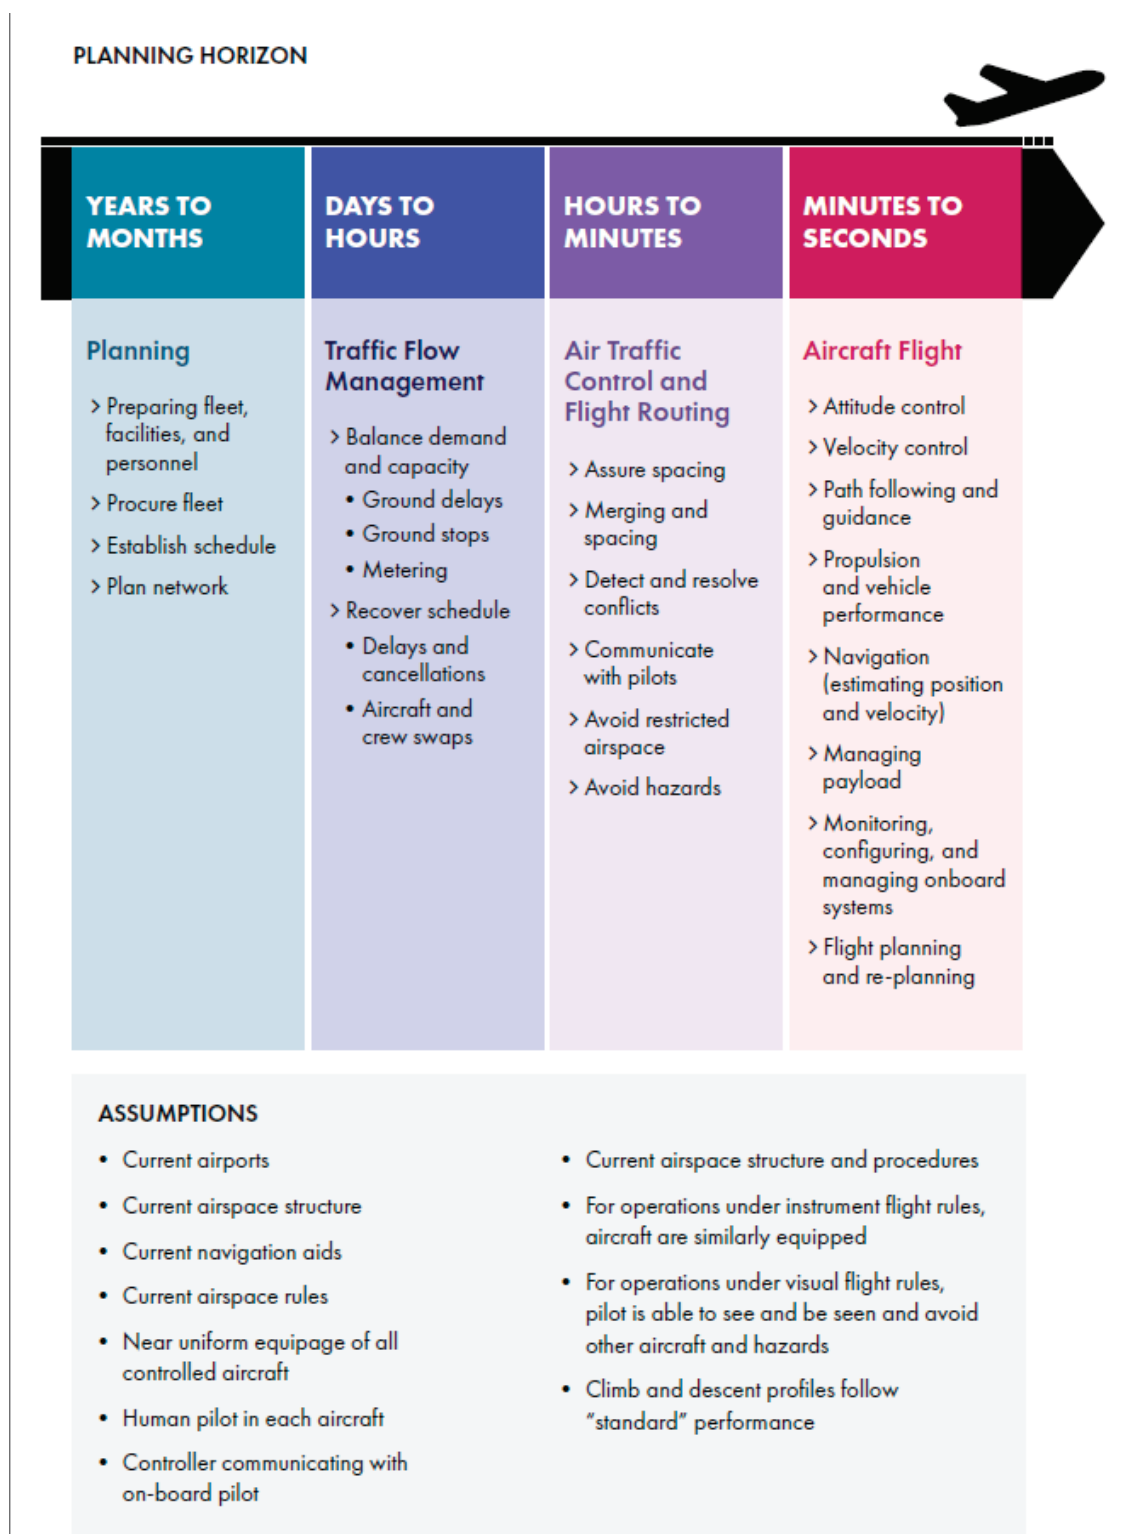 PLANNING HORIZON
YEARS TO
MONTHS
Planning
> Preparing fleet,
facilities, and
personnel
> Procure fleet
> Establish schedule
> Plan network
DAYS TO
HOURS
Traffic Flow
Management
> Balance demand
and capacity
• Ground delays
• Ground stops
• Metering
> Recover schedule
• Delays and
cancellations
• Aircraft and
crew swaps
HOURS TO
MINUTES
Air Traffic
Control and
Flight Routing
> Assure spacing
> Merging and
spacing
> Detect and resolve
conflicts
> Communicate
with pilots
> Avoid restricted
airspace
> Avoid hazards
MINUTES TO
SECONDS
Aircraft Flight
> Attitude control
> Velocity control
> Path following and
guidance
> Propulsion
and vehicle
performance
> Navigation
(estimating position
and velocity)
> Managing
payload
> Monitoring,
configuring, and
managing onboard
systems
> Flight planning
and re-planning
ASSUMPTIONS
• Current airports
• Current airspace structure
• Current navigation aids
• Current airspace rules
• Near uniform equipage of all
controlled aircraft
• Human pilot in each aircraft
• Controller communicating with
on-board pilot
• Current airspace structure and procedures
• For operations under instrument flight rules,
aircraft are similarly equipped
• For operations under visual flight rules,
pilot is able to see and be seen and avoid
other aircraft and hazards
• Climb and descent profiles follow
“standard” performance